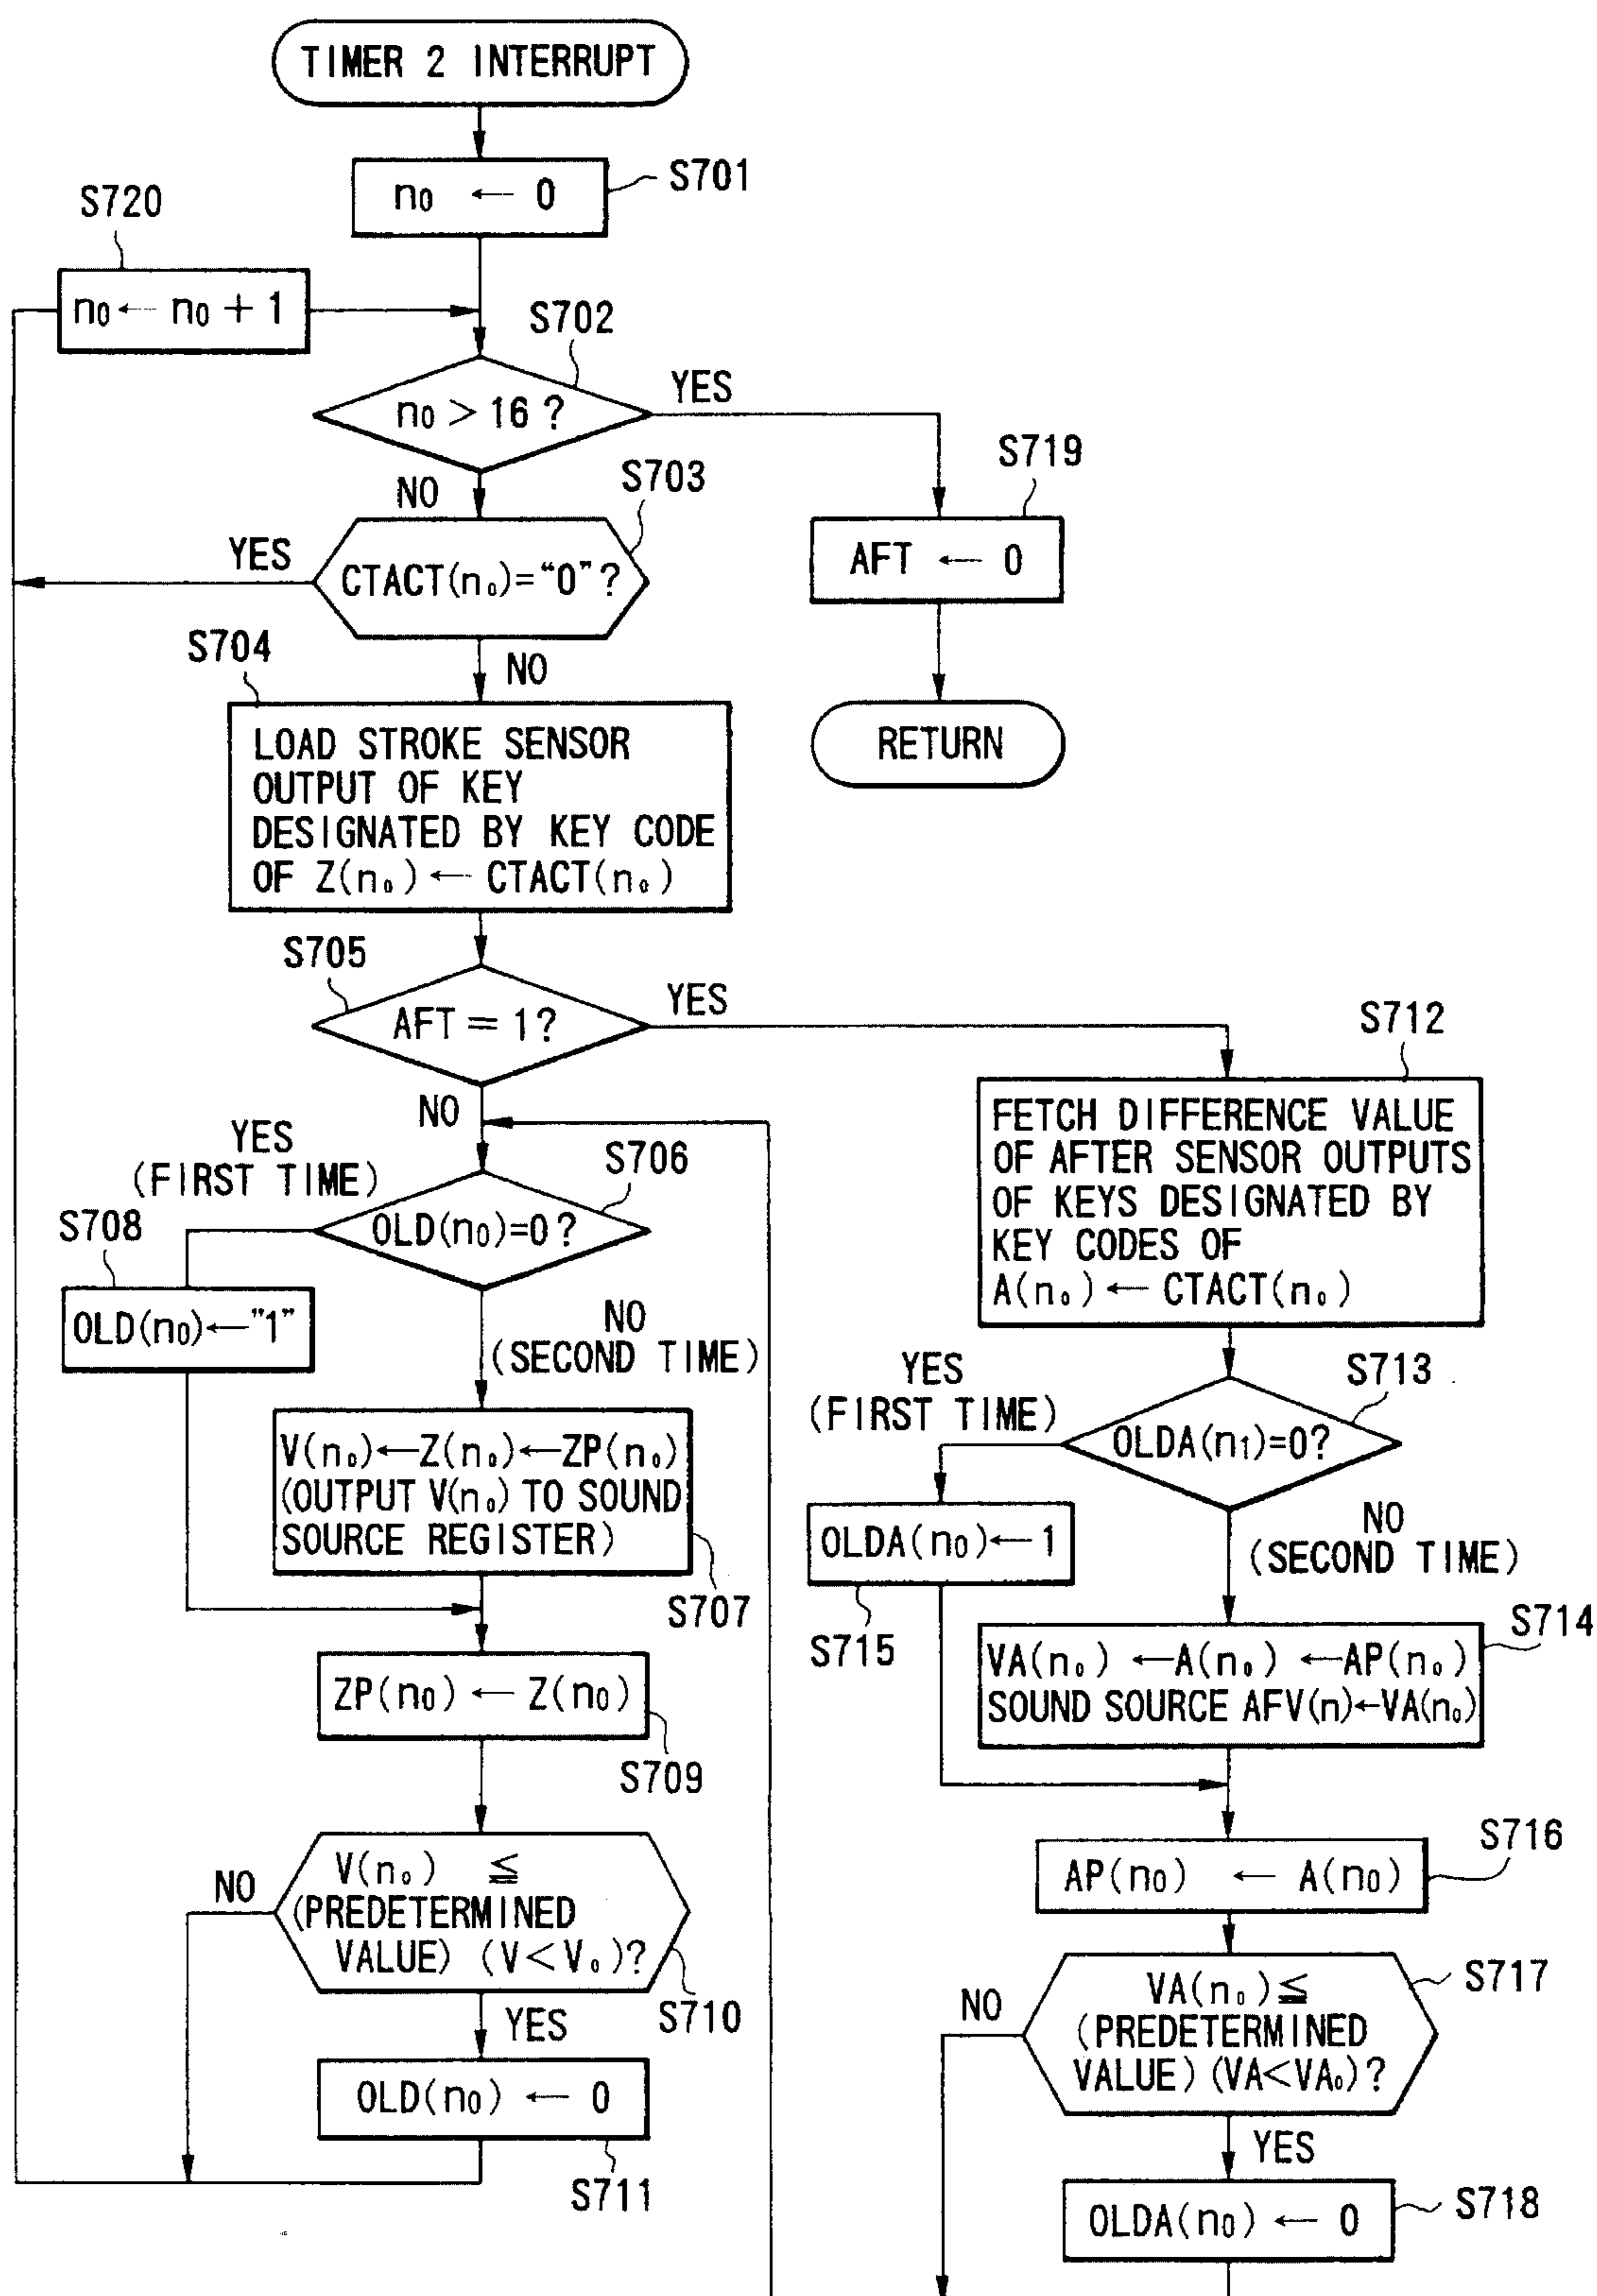 TIMER 2 INTERRUPT
S701
n₀ ← 0
S720
n₀ ← n₀ + 1
S702
n₀ > 16 ?
YES
NO
S703
S719
YES
CTACT(n₀)=“0”?
AFT ← 0
S704
NO
LOAD STROKE SENSOR
OUTPUT OF KEY
DESIGNATED BY KEY CODE
OF Z(n₀) ← CTACT(n₀)
RETURN
S705
AFT = 1?
YES
S712
NO
FETCH DIFFERENCE VALUE
OF AFTER SENSOR OUTPUTS
OF KEYS DESIGNATED BY
KEY CODES OF
A(n₀) ← CTACT(n₀)
YES
(FIRST TIME)
S706
S708
OLD(n₀)=0?
OLD(n₀)←"1"
NO
(SECOND TIME)
YES
(FIRST TIME)
S713
OLDA(n₁)=0?
V(n₀)←Z(n₀)←ZP(n₀)
(OUTPUT V(n₀) TO SOUND
SOURCE REGISTER)
S707
OLDA(n₀)←1
NO
(SECOND TIME)
S715
S714
VA(n₀) ←A(n₀) ←AP(n₀)
SOUND SOURCE AFV(n)←VA(n₀)
ZP(n₀) ← Z(n₀)
S709
S716
AP(n₀) ← A(n₀)
V(n₀) ≦
(PREDETERMINED
VALUE) (V<V₀)?
NO
S710
YES
S717
VA(n₀)≦
(PREDETERMINED
VALUE) (VA<VA₀)?
NO
OLD(n₀) ← 0
S711
YES
S718
OLDA(n₀) ← 0